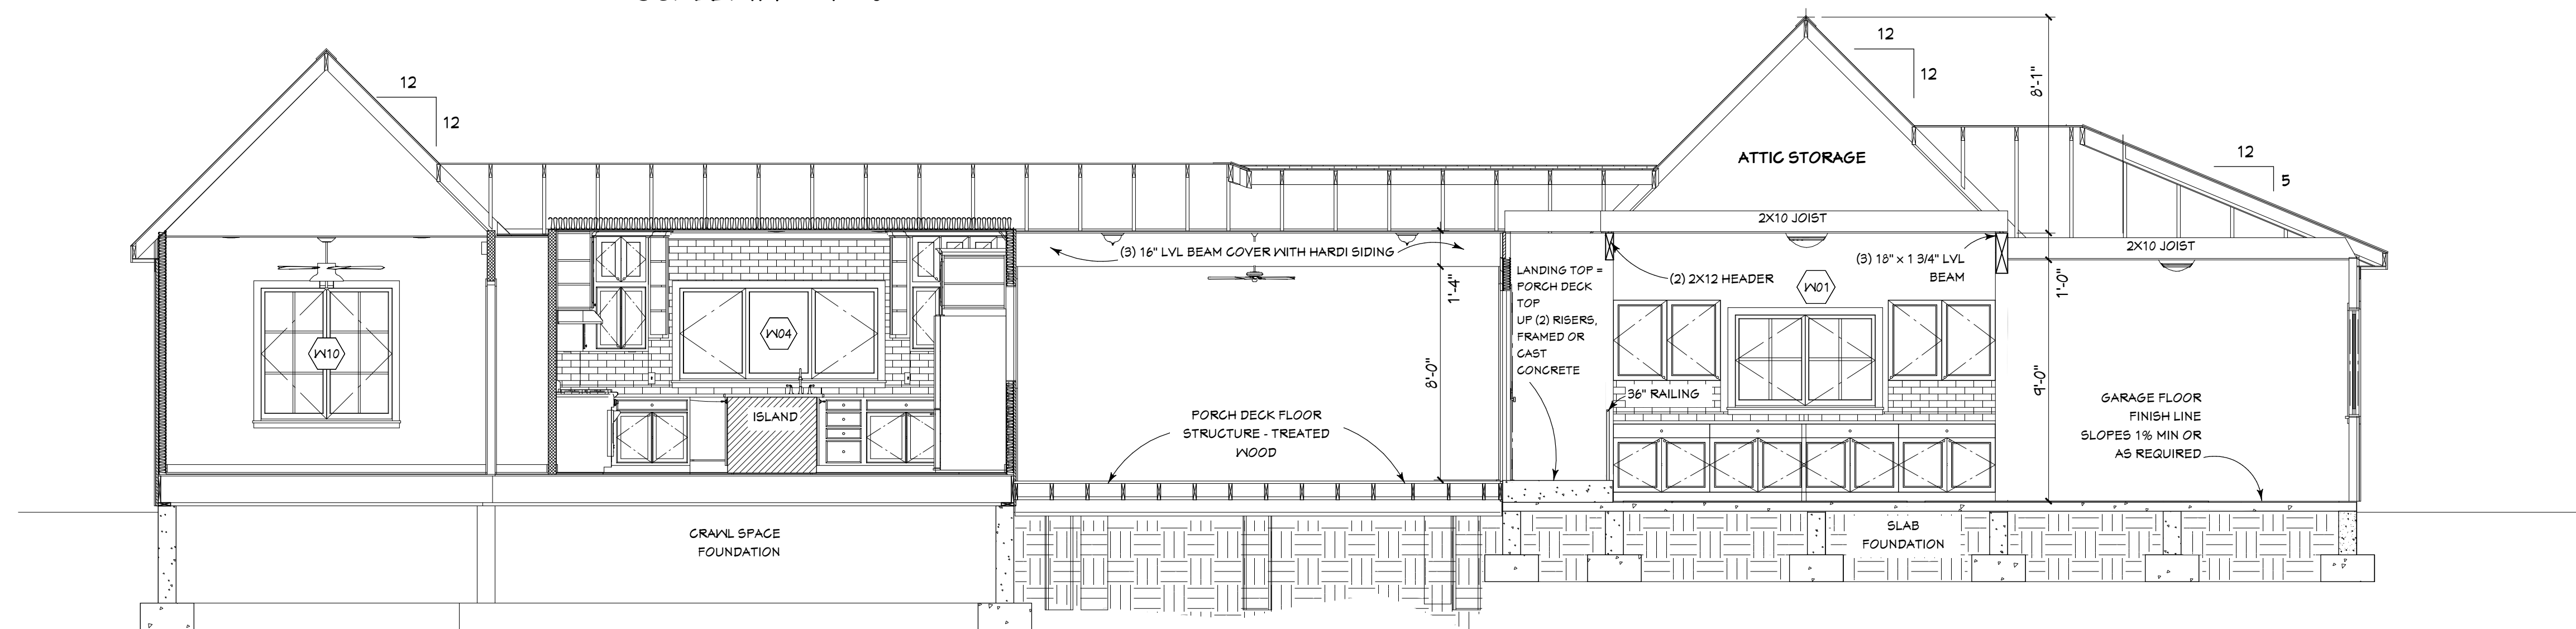 12
12
12
12
8'-1"
ATTIC STORAGE
12
5
2X10 JOIST
2X10 JOIST
(3) 16" LVL BEAM COVER WITH HARDI SIDING
(2) 2X12 HEADER
(3) 18" x 1 3/4" LVL
BEAM
1'-4"
1'-0"
LANDING TOP =
PORCH DECK
TOP
UP (2) RISERS,
FRAMED OR
CAST
CONCRETE
W01
W04
W10
8'-0"
9'-0"
36" RAILING
ISLAND
PORCH DECK FLOOR
STRUCTURE - TREATED
WOOD
GARAGE FLOOR
FINISH LINE
SLOPES 1% MIN OR
AS REQUIRED
CRAWL SPACE
FOUNDATION
SLAB
FOUNDATION